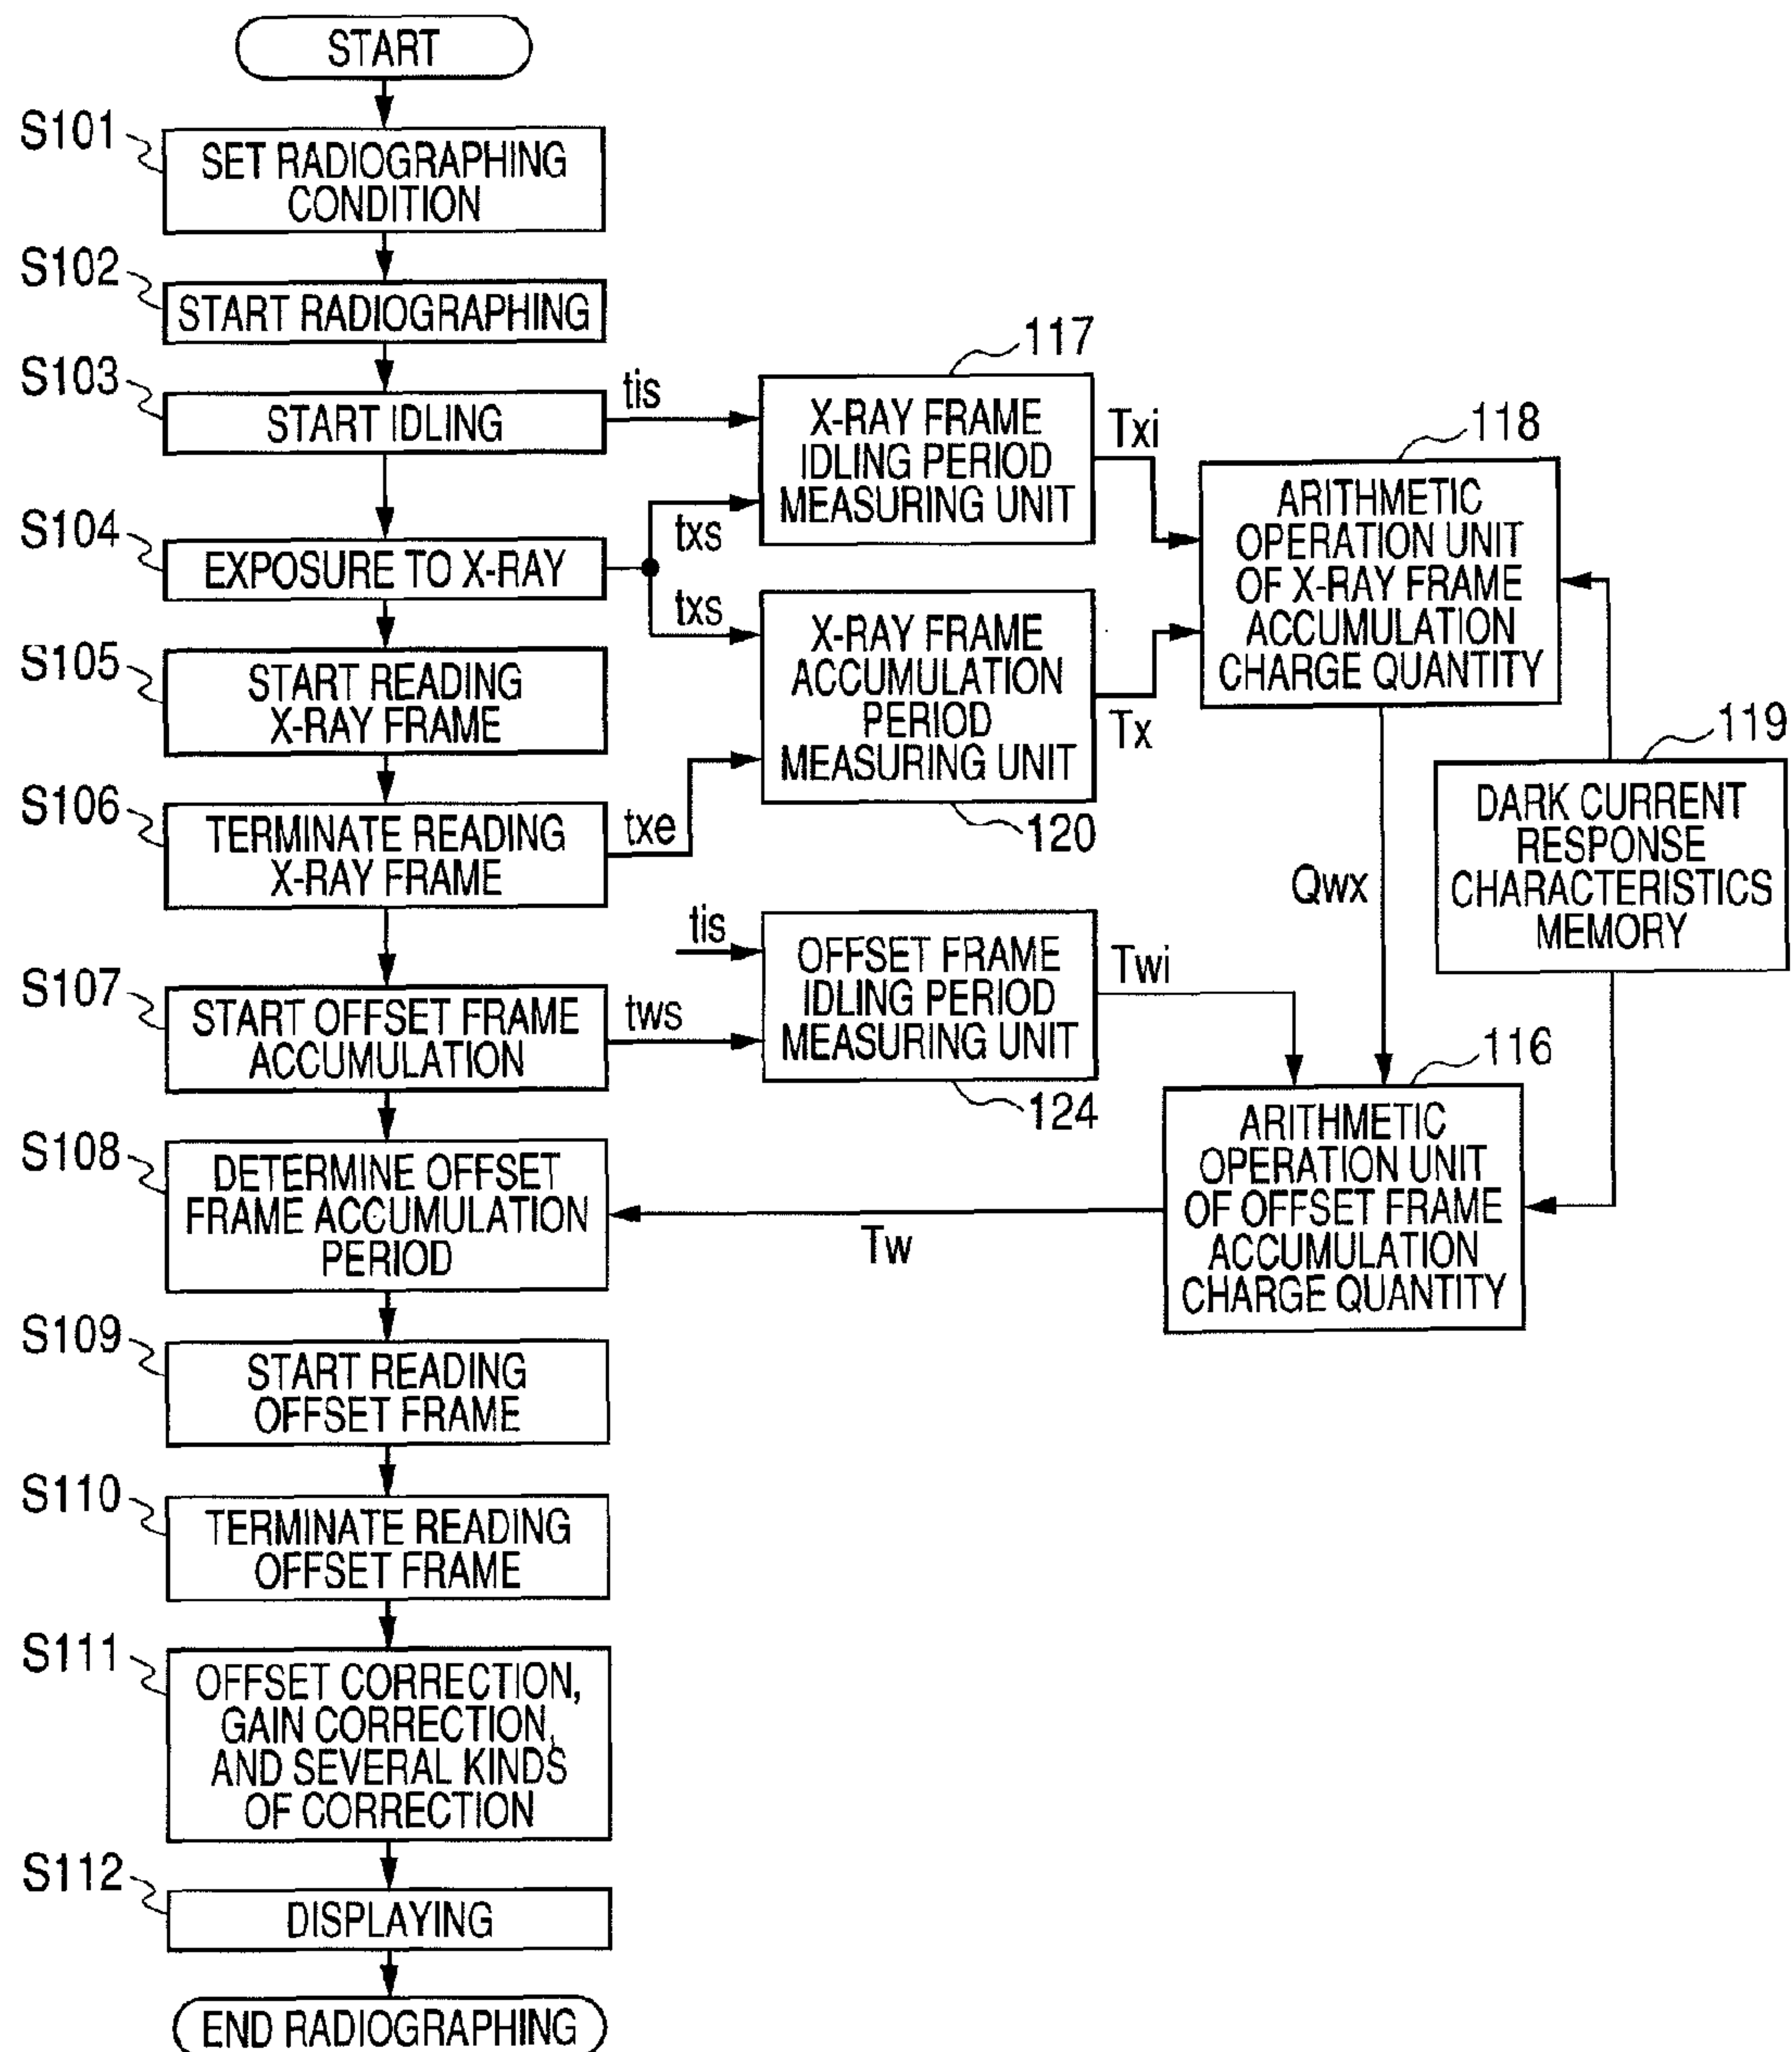 START
S101
SET RADIOGRAPHING
CONDITION
S102
START RADIOGRAPHING
S103
START IDLING
tis
S104
EXPOSURE TO X-RAY
txs
txs
S105
START READING
X-RAY FRAME
S106
TERMINATE READING
X-RAY FRAME
txe
S107
START OFFSET FRAME
ACCUMULATION
tws
S108
DETERMINE OFFSET
FRAME ACCUMULATION
PERIOD
S109
START READING
OFFSET FRAME
S110
TERMINATE READING
OFFSET FRAME
S111
OFFSET CORRECTION,
GAIN CORRECTION,
AND SEVERAL KINDS
OF CORRECTION
S112
DISPLAYING
END RADIOGRAPHING
117
X-RAY FRAME
IDLING PERIOD
MEASURING UNIT
Txi
X-RAY FRAME
ACCUMULATION
PERIOD
MEASURING UNIT
Tx
120
tis
OFFSET FRAME
IDLING PERIOD
MEASURING UNIT
Twi
124
118
ARITHMETIC
OPERATION UNIT
OF X-RAY FRAME
ACCUMULATION
CHARGE QUANTITY
Qwx
119
DARK CURRENT
RESPONSE
CHARACTERISTICS
MEMORY
116
ARITHMETIC
OPERATION UNIT
OF OFFSET FRAME
ACCUMULATION
CHARGE QUANTITY
Tw